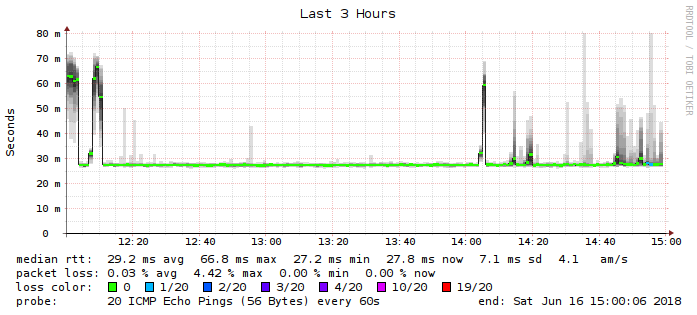 Last 3 Hours
RRDTOOL / TOBI OETIKER
Seconds
80 m
70 m
60 m
50 m
40 m
30 m
20 m
10 m
0
12:20 12:40 13:00 13:20 13:40 14:00 14:20 14:40 15:00
median rtt: 29.2 ms avg 66.8 ms max 27.2 ms min 27.8 ms now 7.1 ms sd 4.1 am/s
packet loss: 0.03 % avg 4.42 % max 0.00 % min 0.00 % now
loss color: 0 1/20 2/20 3/20 4/20 10/20 19/20
probe: 20 ICMP Echo Pings (56 Bytes) every 60s end: Sat Jun 16 15:00:06 2018